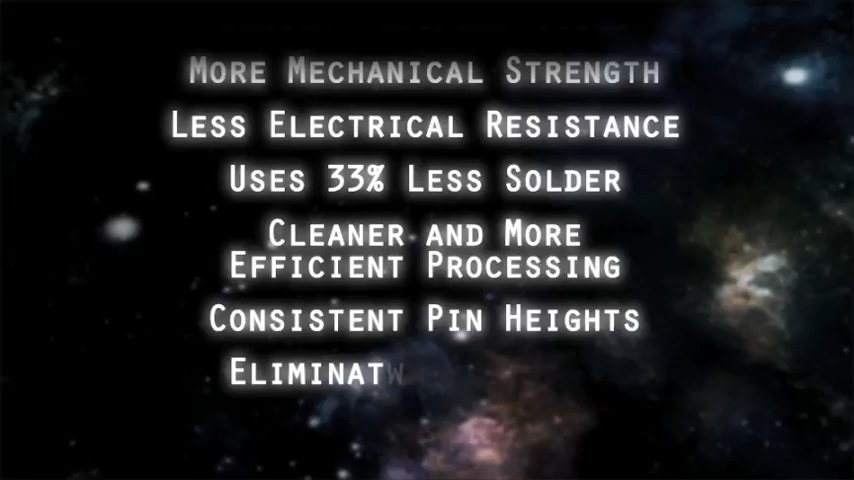 More Mechanical Strength
Less Electrical Resistance
Uses 33% Less Solder
Cleaner and More
Efficient Processing
Consistent Pin Heights
Eliminat